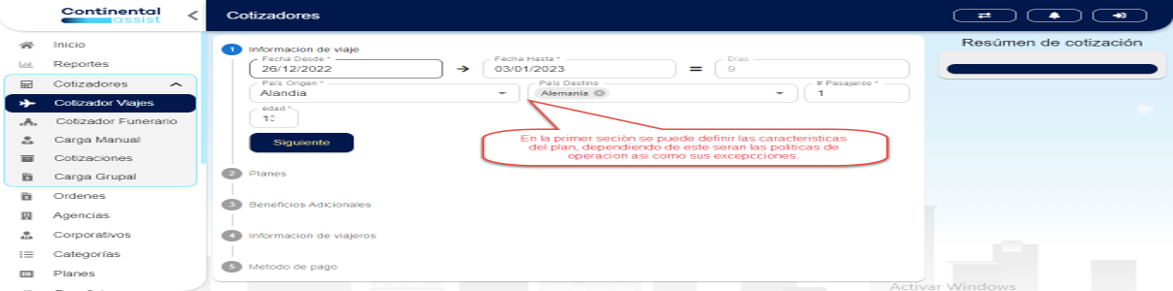 Continental
assist
Cotizadores
Inicio
Reportes
Cotizadores
Cotizador Viajes
Cotizador Funerario
Carga Manual
Cotizaciones
Carga Grupal
Ordenes
Agencias
Corporativos
Categorías
Planes
1 Informacion de viaje
Fecha Desde *
26/12/2022
Fecha Hasta *
03/01/2023
=
Días
9
País Origen *
Alandia
País Destino
Alemania
# Pasajeros *
1
edad *
Siguiente
En la primer seción se puede definir las caracteristicas
del plan, dependiendo de este seran las politicas de
operacion asi como sus excepcciones.
2 Planes
3 Beneficios Adicionales
4 Informacion de viajeros
5 Metodo de pago
Resúmen de cotización
Activar Windows